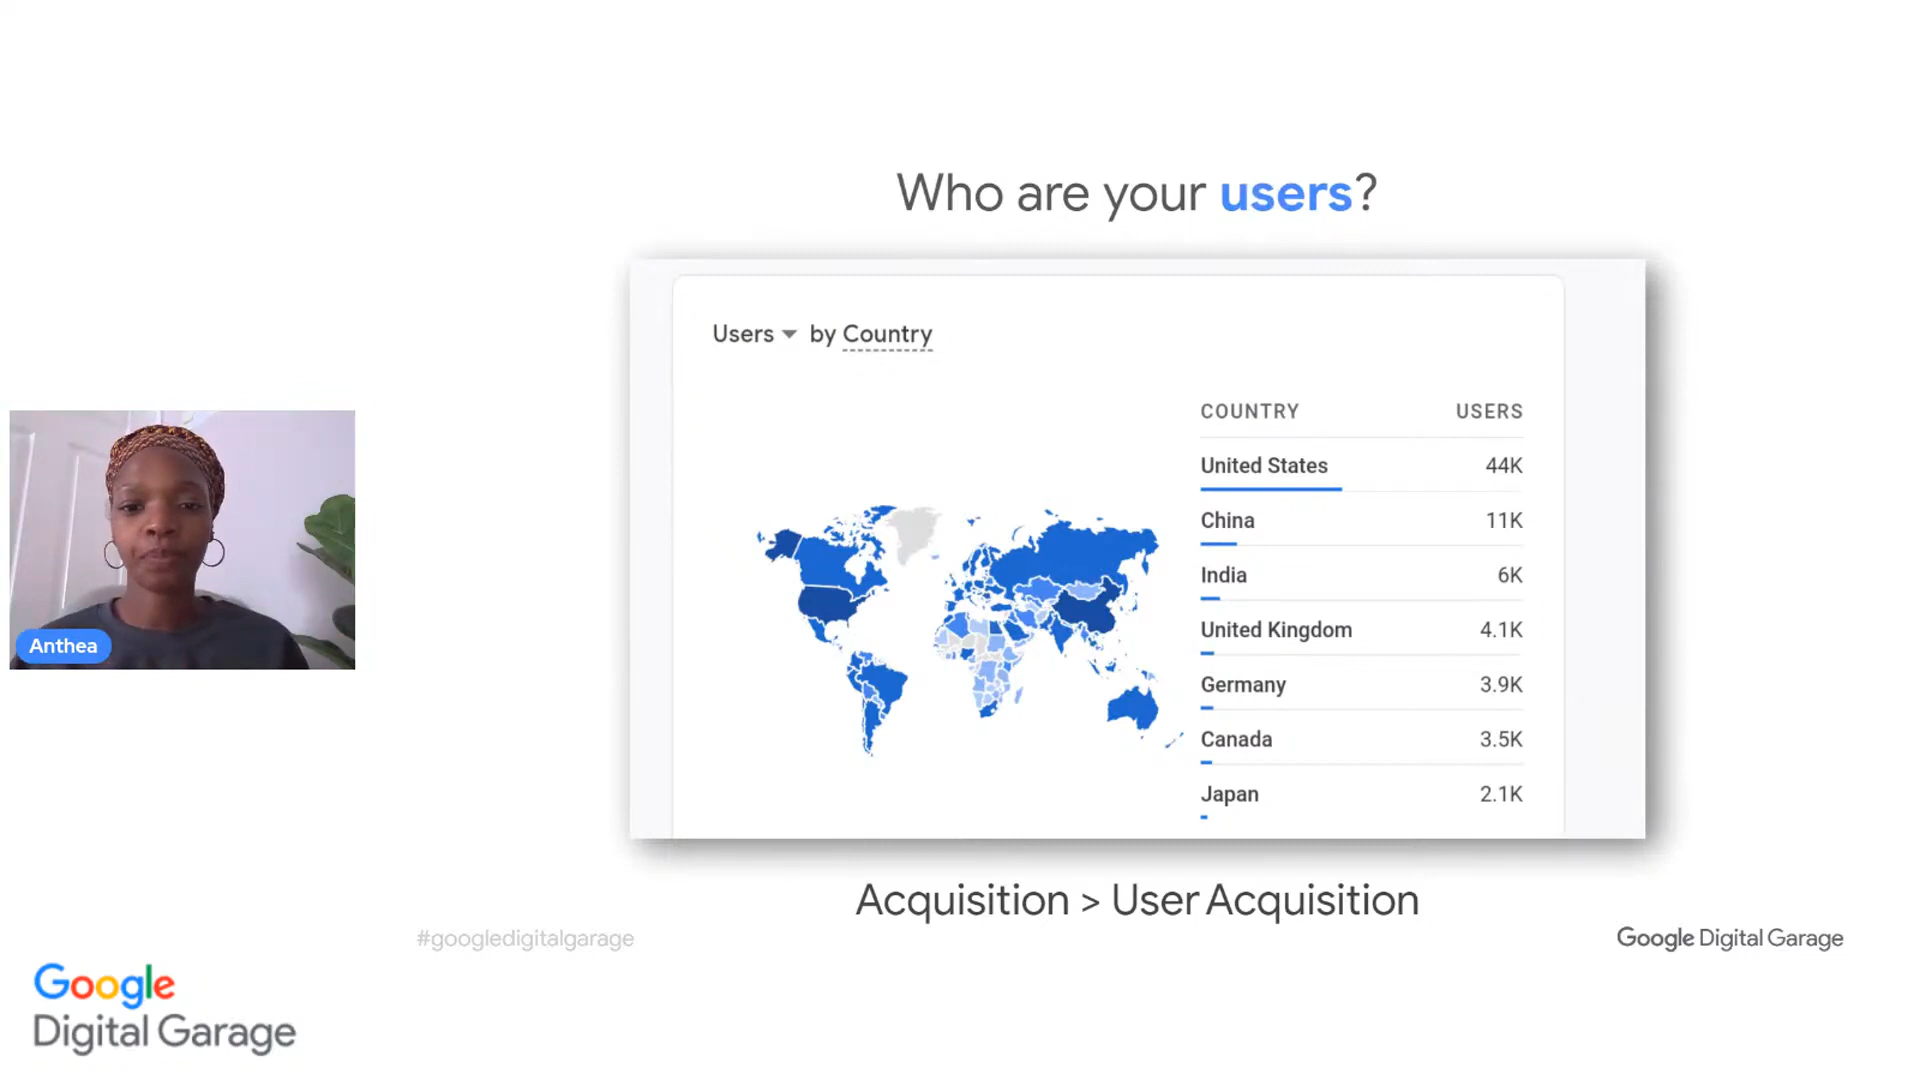 Who are your users?
Users by Country
COUNTRY USERS
United States 44K
China 11K
India 6K
United Kingdom 4.1K
Germany 3.9K
Canada 3.5K
Japan 2.1K
Anthea
Acquisition > User Acquisition
#googledigitalgarage
Google Digital Garage
Google
Digital Garage